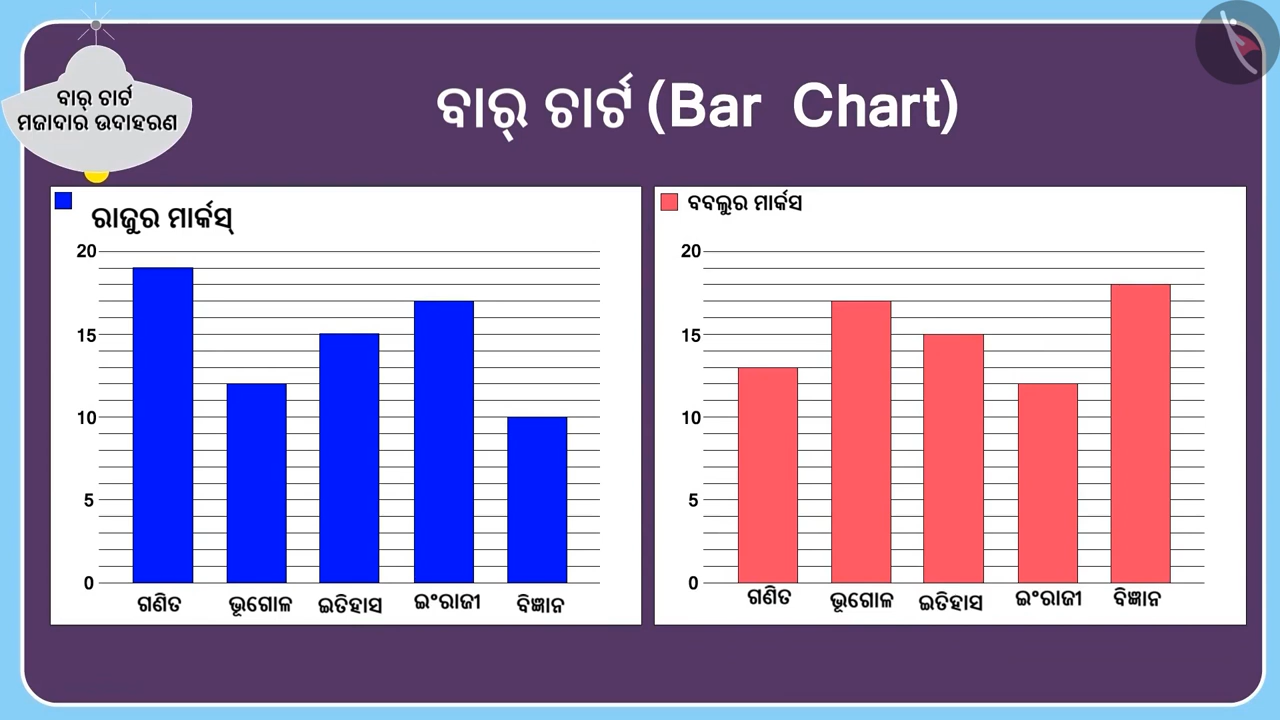 ବାର୍ ଚାର୍ଟ
ମଜାଦାର ଉଦାହରଣ
ବାର୍ ଚାର୍ଟ (Bar Chart)
ରାଜୁର ମାର୍କସ୍
20
15
10
5
0
ଗଣିତ ଭୂଗୋଳ ଇତିହାସ ଇଂରାଜୀ ବିଜ୍ଞାନ
ବବଲୁର ମାର୍କସ
20
15
10
5
0
ଗଣିତ ଭୂଗୋଳ ଇତିହାସ ଇଂରାଜୀ ବିଜ୍ଞାନ